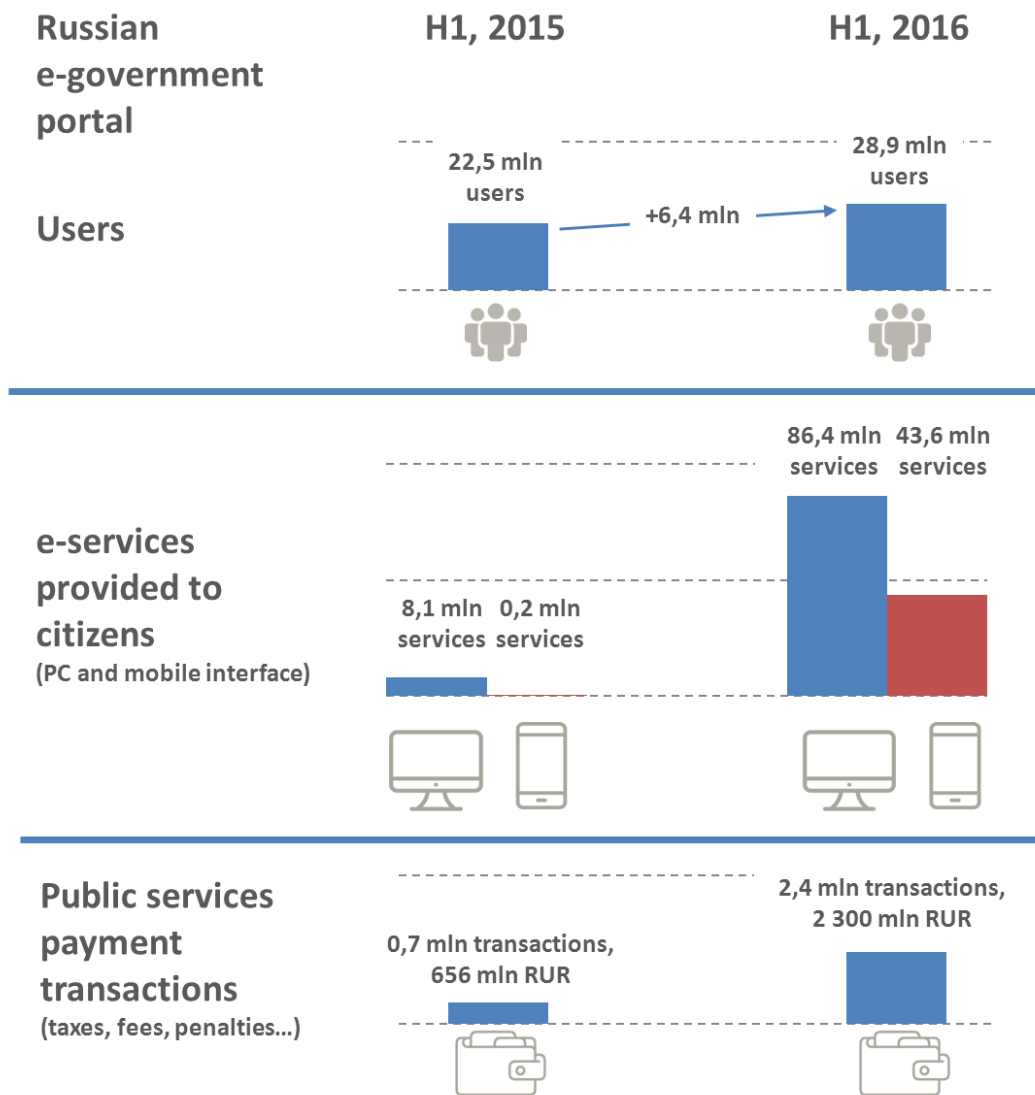 Russian
e-government
portal
H1, 2015
H1, 2016
Users
22,5 mln
users
+6,4 mln
28,9 mln
users
e-services
provided to
citizens
(PC and mobile interface)
8,1 mln
services
0,2 mln
services
86,4 mln
services
43,6 mln
services
Public services
payment
transactions
(taxes, fees, penalties…)
0,7 mln transactions,
656 mln RUR
2,4 mln transactions,
2 300 mln RUR